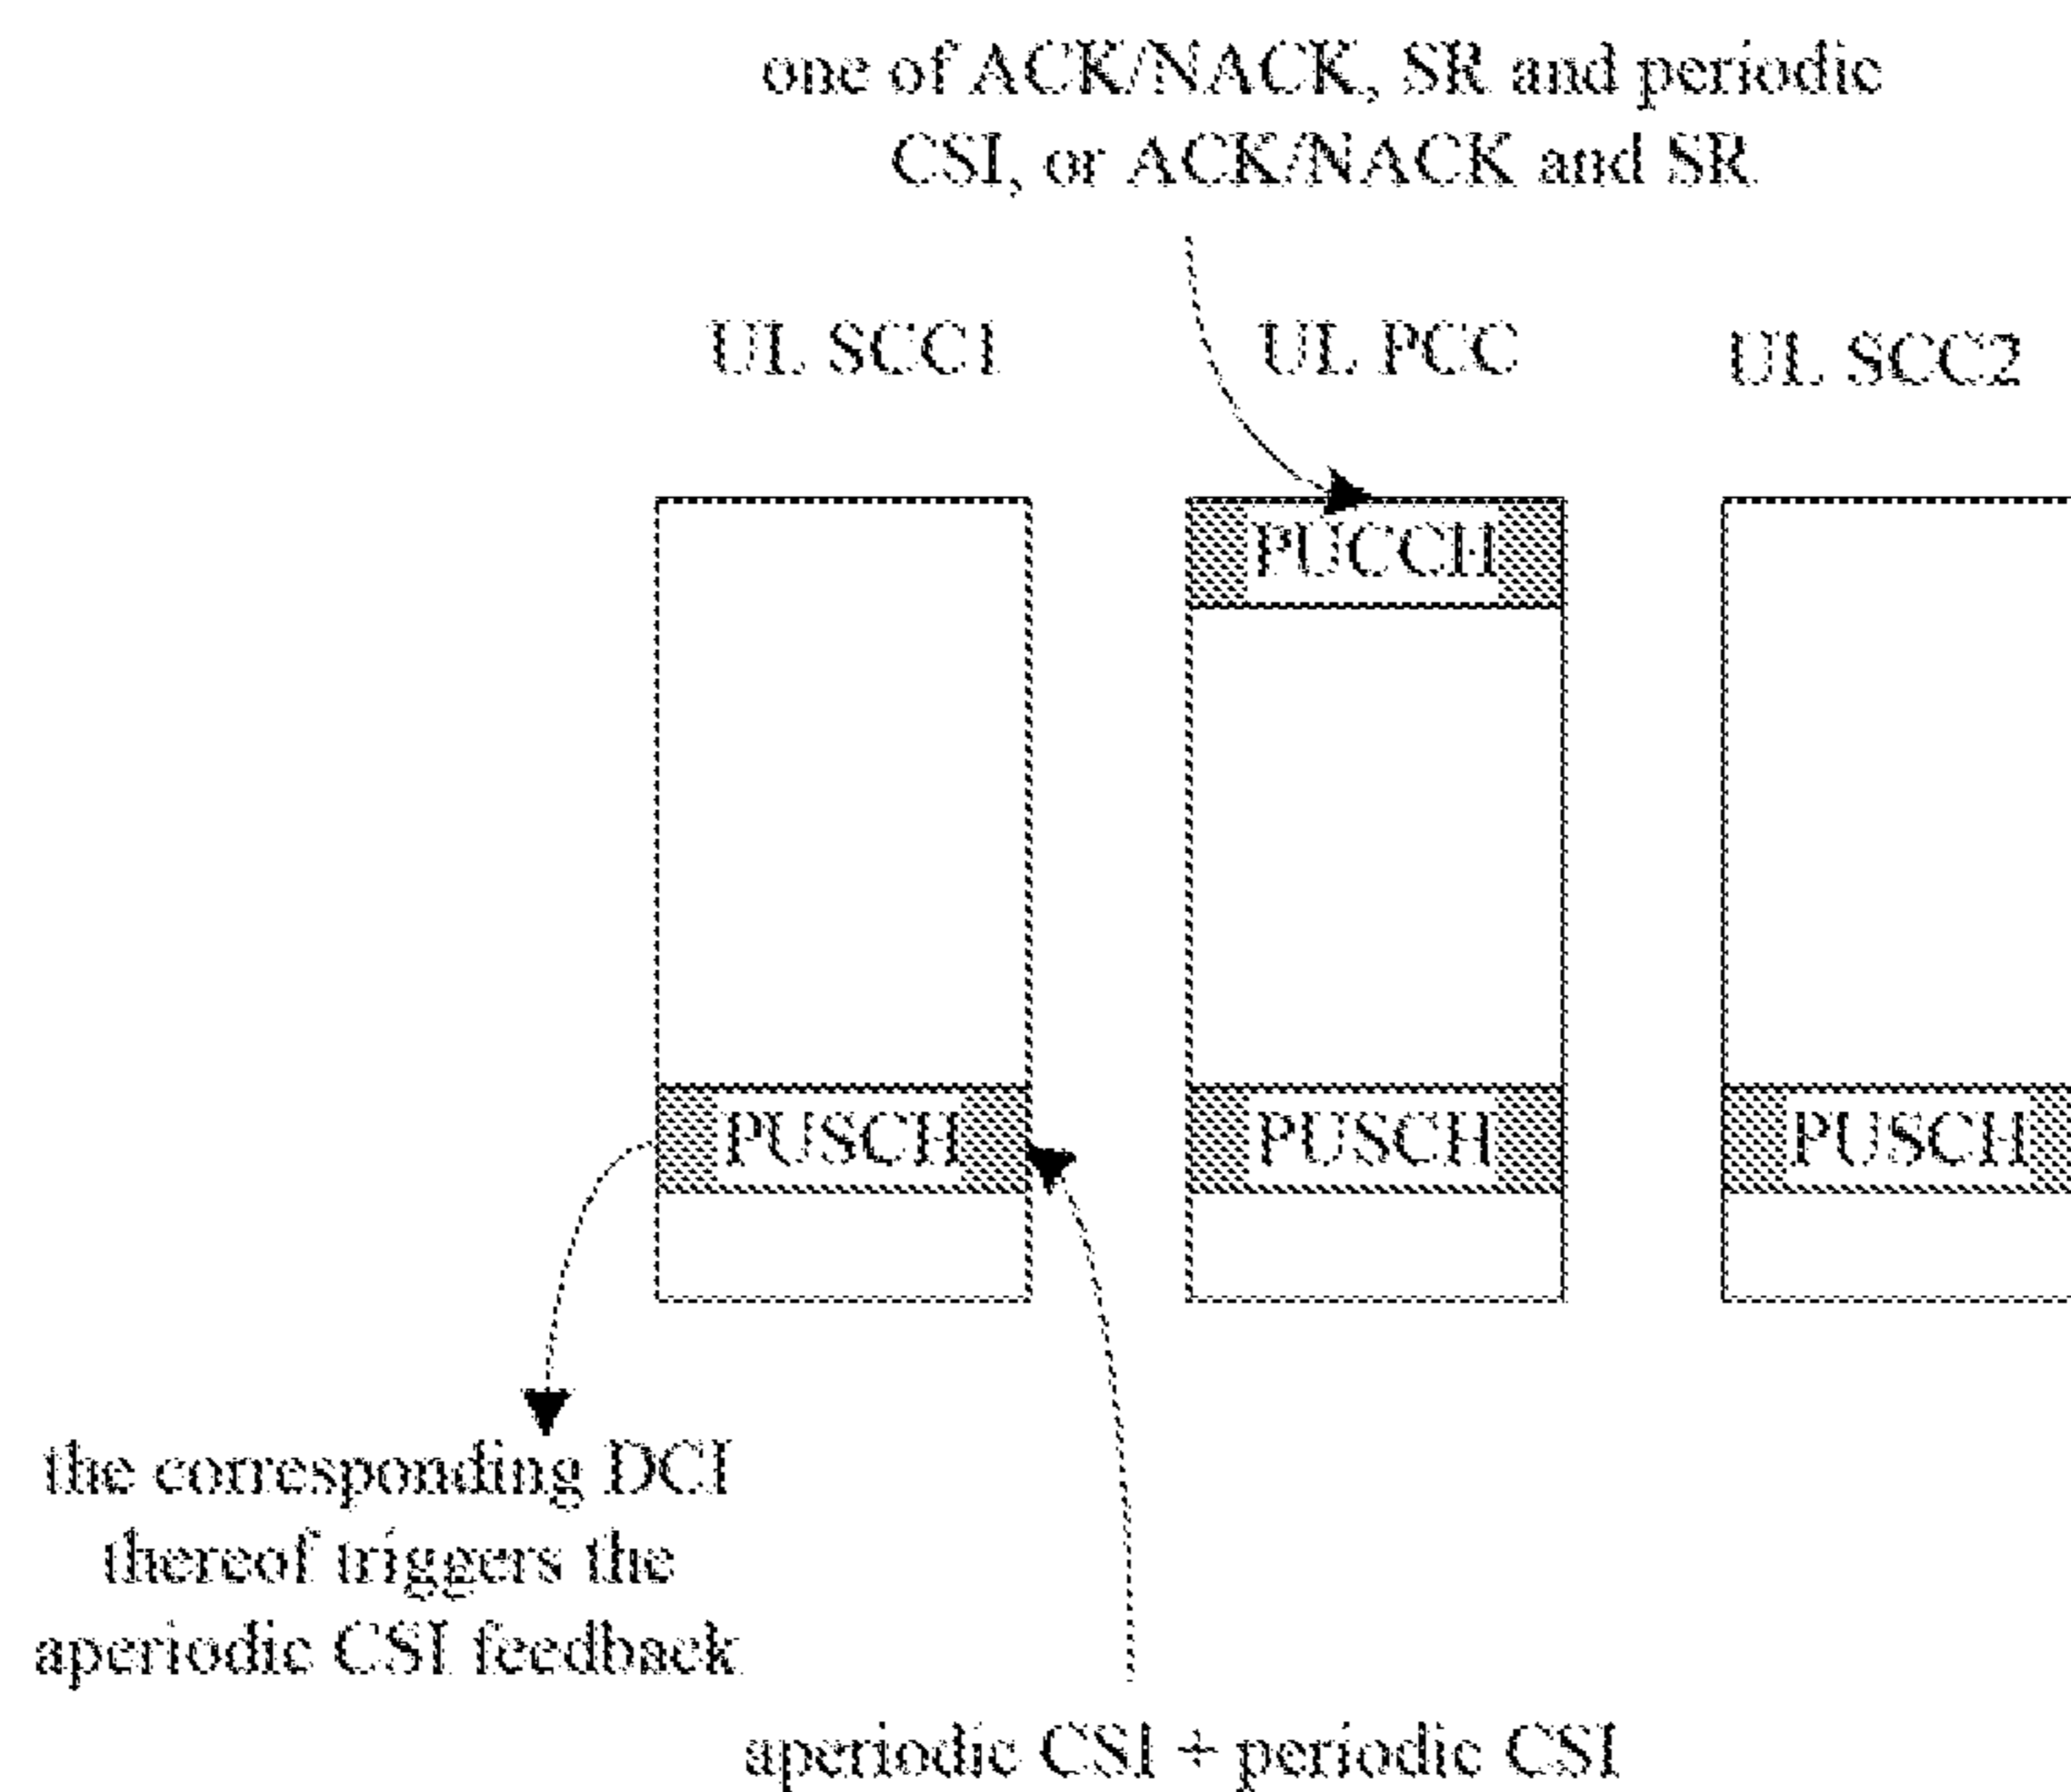 one of ACK/NACK, SR and periodic
CSI, or ACK/NACK and SR
UL SCC1
UL PCC
UL SCC2
PUCCH
PUSCH
PUSCH
PUSCH
the corresponding DCI
thereof triggers the
aperiodic CSI feedback
aperiodic CSI + periodic CSI